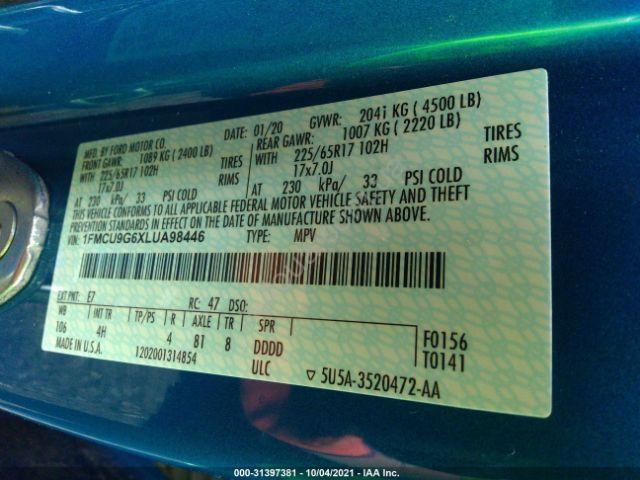 MFD. BY FORD MOTOR CO.
DATE: 01/20 GVWR: 2041 KG ( 4500 LB)
FRONT GAWR: 1089 KG ( 2400 LB)
REAR GAWR: 1007 KG ( 2220 LB)
WITH 225/65R17 102H TIRES
WITH 225/65R17 102H TIRES
17x7.0J RIMS
17x7.0J RIMS
AT 230 kPa/ 33 PSI COLD
AT 230 kPa/ 33 PSI COLD
THIS VEHICLE CONFORMS TO ALL APPLICABLE FEDERAL MOTOR VEHICLE SAFETY AND THEFT
PREVENTION STANDARDS IN EFFECT ON THE DATE OF MANUFACTURE SHOWN ABOVE.
VIN: 1FMCU9G6XLUA98446 TYPE: MPV
EXT PNT: E7 RC: 47 DSO:
WB INT TR TP/PS R AXLE TR SPR
106 4H 4 81 8 DDDD
F0156
T0141
MADE IN U.S.A. 1202001314854 ULC
▽ 5U5A-3520472-AA
000-31397381 - 10/04/2021 - IAA Inc.